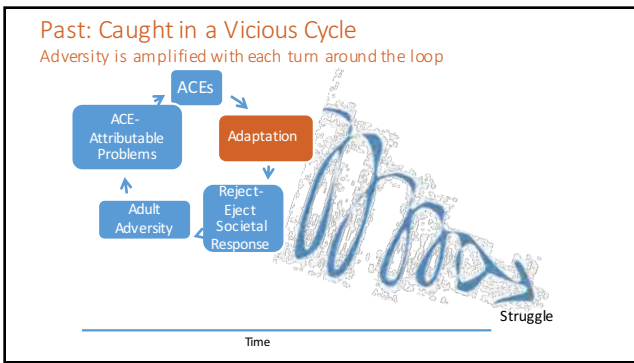 Past: Caught in a Vicious Cycle
Adversity is amplified with each turn around the loop
ACEs
ACE-
Attributable
Problems
Adaptation
Adult
Adversity
Reject-
Eject
Societal
Response
Struggle
Time